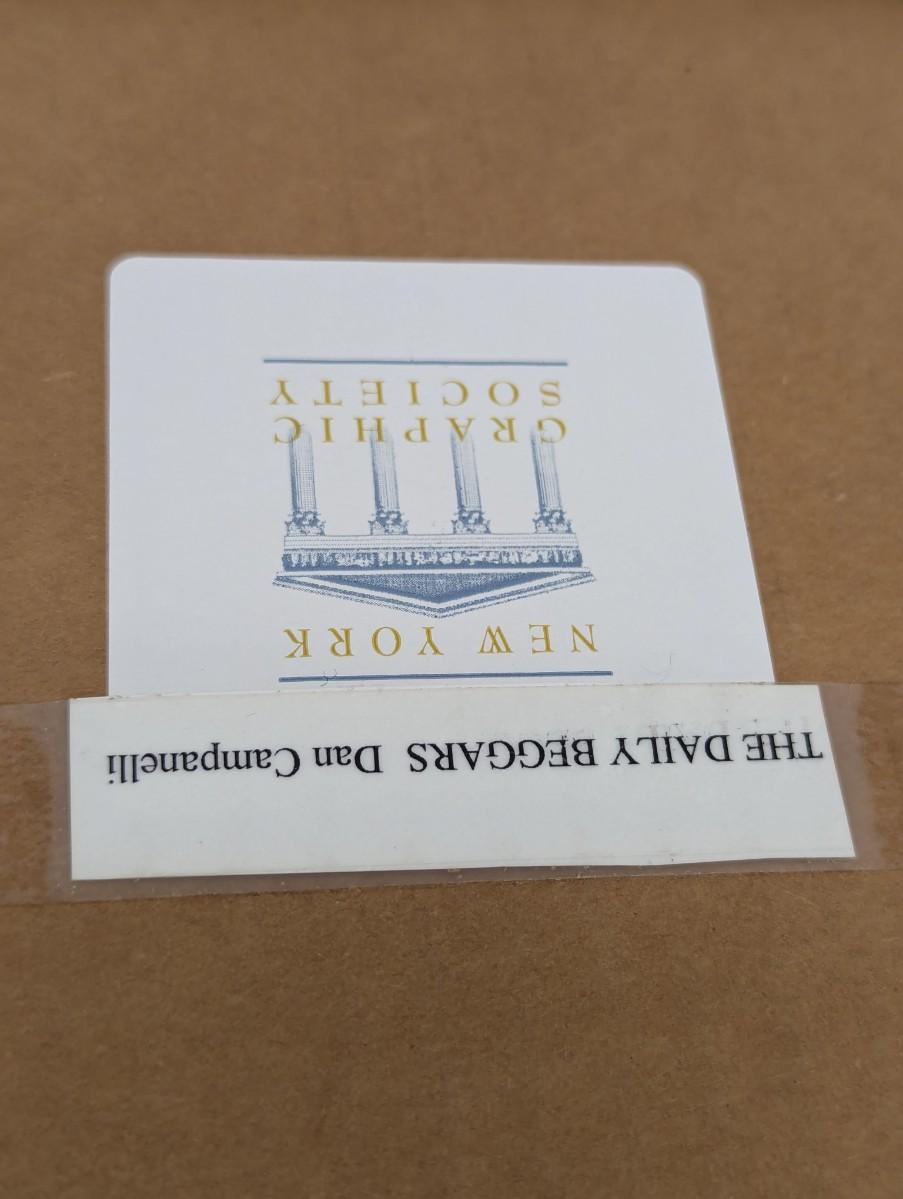 NEW YORK
GRAPHIC
SOCIETY
THE DAILY BEGGARS Dan Campanelli